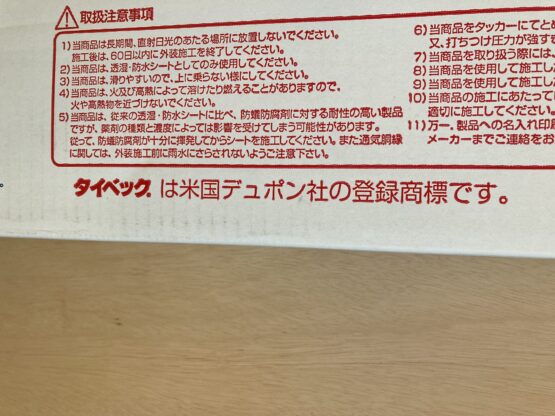 ⚠取扱注意事項
1)当商品は長期間、直射日光のあたる場所に放置しないでください。
施工後は、60日以内に外装施工を終了してください。
2)当商品は、透湿・防水シートとしてのみ使用してください。
3)当商品は、滑りやすいので、上に乗らない様にしてください。
4)当商品は、火及び高熱によって溶けたり燃えることがありますので、
火や高熱物を近づけないでください。
5)当商品は、従来の透湿・防水シートに比べ、防蟻防腐剤に対する耐性の高い製品
ですが、薬剤の種類と濃度によっては影響を受けてしまう可能性があります。
従って、防蟻防腐剤が十分に揮発してからシートを施工してください。また通気胴縁
に関しては、外装施工前に雨水にさらされないようご注意下さい。
6)当商品をタッカーにてとめ
又、打ちつけ圧力が強す
7)当商品を取り扱う際には、
8)当商品を使用して施工し
9)当商品を使用して施工し
10)当商品の施工にあたって
適切に施工してください。
11)万一、製品への名入れ印刷
メーカーまでご連絡をお
タイベック®は米国デュポン社の登録商標です。